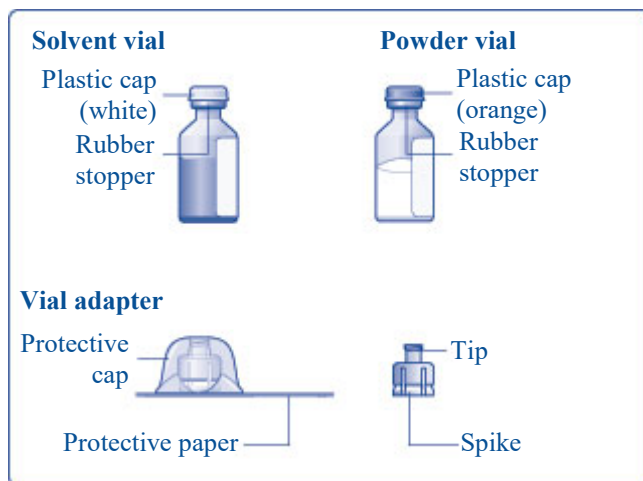 Solvent vial
Plastic cap
(white)
Rubber
stopper
Powder vial
Plastic cap
(orange)
Rubber
stopper
Vial adapter
Protective
cap
Protective paper
Tip
Spike